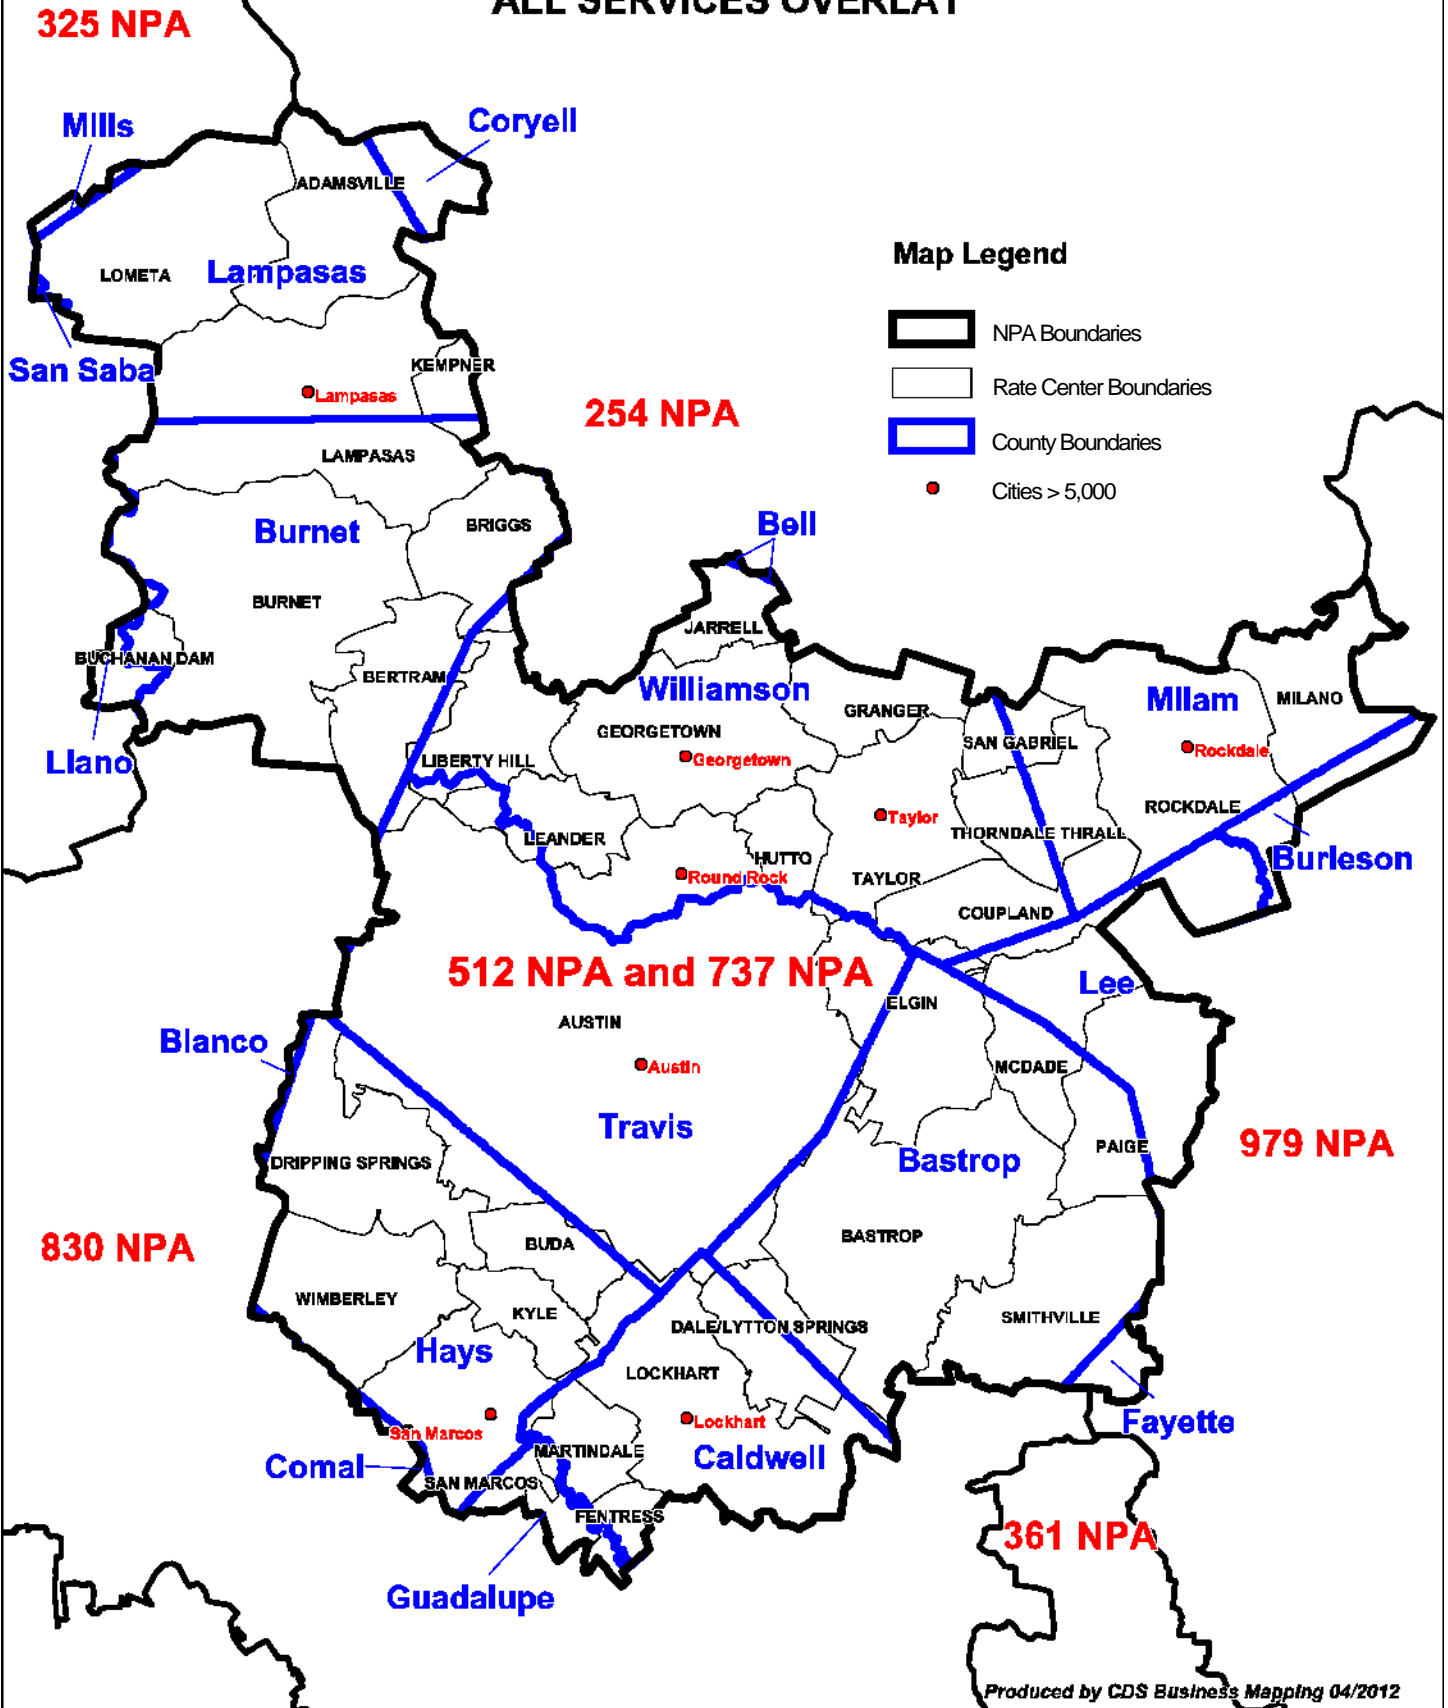 ALL SERVICES OVERLAY
325 NPA
Mills
Coryell
ADAMSVILLE
LOMETA
Lampasas
Map Legend
NPA Boundaries
San Saba
KEMPNER
Rate Center Boundaries
Lampasas
254 NPA
County Boundaries
LAMPASAS
Cities > 5,000
Burnet
BRIGGS
Bell
BURNET
JARRELL
BUCHANAN DAM
BERTRAM
Williamson
Milam
MILANO
GRANGER
GEORGETOWN
SAN GABRIEL
Rockdale
Llano
LIBERTY HILL
Georgetown
ROCKDALE
Taylor
LEANDER
THORNDALE THRALL
HUTTO
Burleson
Round Rock
TAYLOR
COUPLAND
512 NPA and 737 NPA
Lee
ELGIN
AUSTIN
Blanco
Austin
MCDADE
Travis
979 NPA
PAIGE
DRIPPING SPRINGS
Bastrop
830 NPA
BUDA
BASTROP
WIMBERLEY
KYLE
SMITHVILLE
DALE/LYTTON SPRINGS
Hays
LOCKHART
Lockhart
Fayette
San Marcos
MARTINDALE
Caldwell
Comal
SAN MARCOS
FENTRESS
361 NPA
Guadalupe
Produced by CDS Business Mapping 04/2012